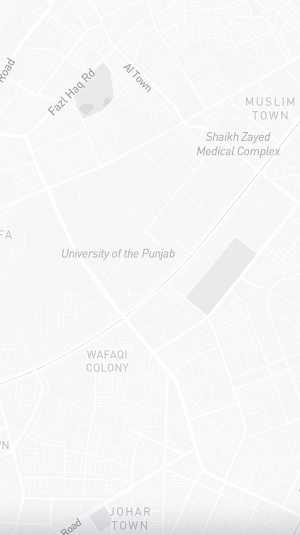 Road
Fazl Haq Rd
Al Town
MUSLIM
TOWN
Shaikh Zayed
Medical Complex
FA
University of the Punjab
WAFAQI
COLONY
N
JOHAR
TOWN
Road